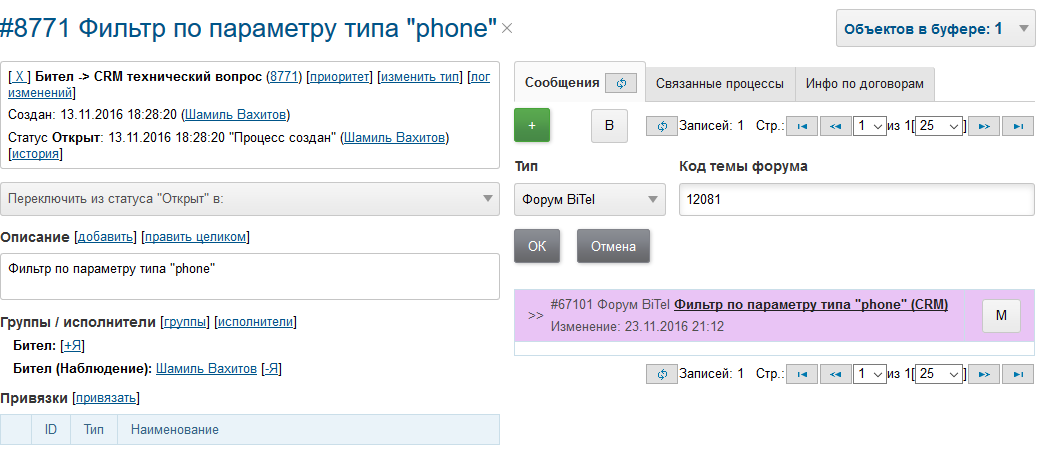 #8771 Фильтр по параметру типа "phone"
Объектов в буфере: 1
[ X ] Бител -> CRM технический вопрос (8771) [приоритет] [изменить тип] [лог
изменений]
Создан: 13.11.2016 18:28:20 (Шамиль Вахитов)
Статус Открыт: 13.11.2016 18:28:20 "Процесс создан" (Шамиль Вахитов)
[история]
Переключить из статуса "Открыт" в:
Описание [добавить] [править целиком]
Фильтр по параметру типа "phone"
Группы / исполнители [группы] [исполнители]
Бител: [+Я]
Бител (Наблюдение): Шамиль Вахитов [-Я]
Привязки [привязать]
ID Тип Наименование
Сообщения Связанные процессы Инфо по договорам
+ В Записей: 1 Стр.: 1 из 1[ 25 ]
Тип Код темы форума
Форум BiTel 12081
OK Отмена
>> #67101 Форум BiTel Фильтр по параметру типа "phone" (CRM)
Изменение: 23.11.2016 21:12
М
Записей: 1 Стр.: 1 из 1[ 25 ]